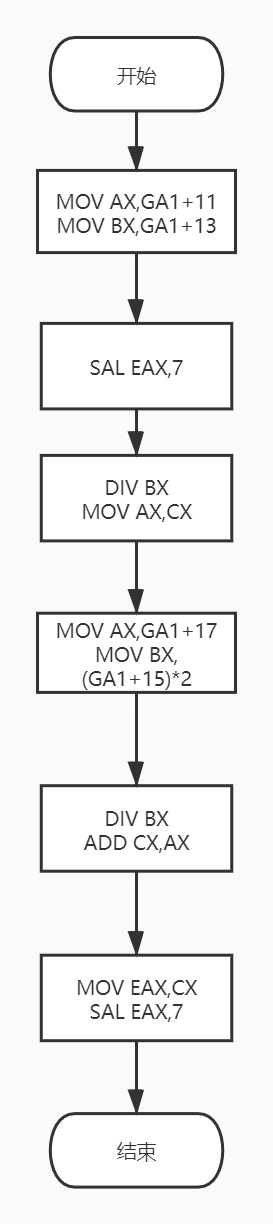 开始
MOV AX,GA1+11
MOV BX,GA1+13
SAL EAX,7
DIV BX
MOV AX,CX
MOV AX,GA1+17
MOV BX,
(GA1+15)*2
DIV BX
ADD CX,AX
MOV EAX,CX
SAL EAX,7
结束